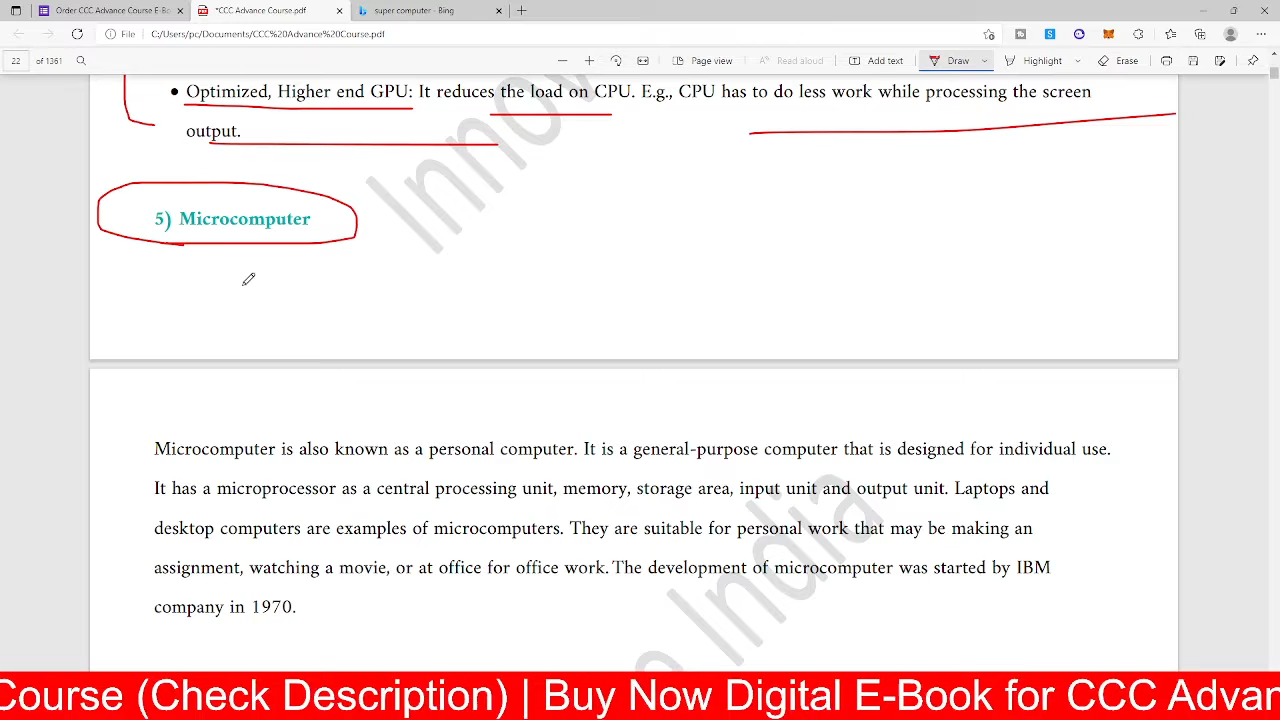 Order CCC Advance Course E-Bo
*CCC Advance Course.pdf
super computer - Bing
File
C:/Users/pc/Documents/CCC%20Advance%20Course.pdf
22 of 1361
Page view
Read aloud
Add text
Draw
Highlight
Erase
• Optimized, Higher end GPU: It reduces the load on CPU. E.g., CPU has to do less work while processing the screen
output.
Innov
5) Microcomputer
Microcomputer is also known as a personal computer. It is a general-purpose computer that is designed for individual use.
It has a microprocessor as a central processing unit, memory, storage area, input unit and output unit. Laptops and
desktop computers are examples of microcomputers. They are suitable for personal work that may be making an
assignment, watching a movie, or at office for office work. The development of microcomputer was started by IBM
company in 1970.
e India
Course (Check Description) | Buy Now Digital E-Book for CCC Advan